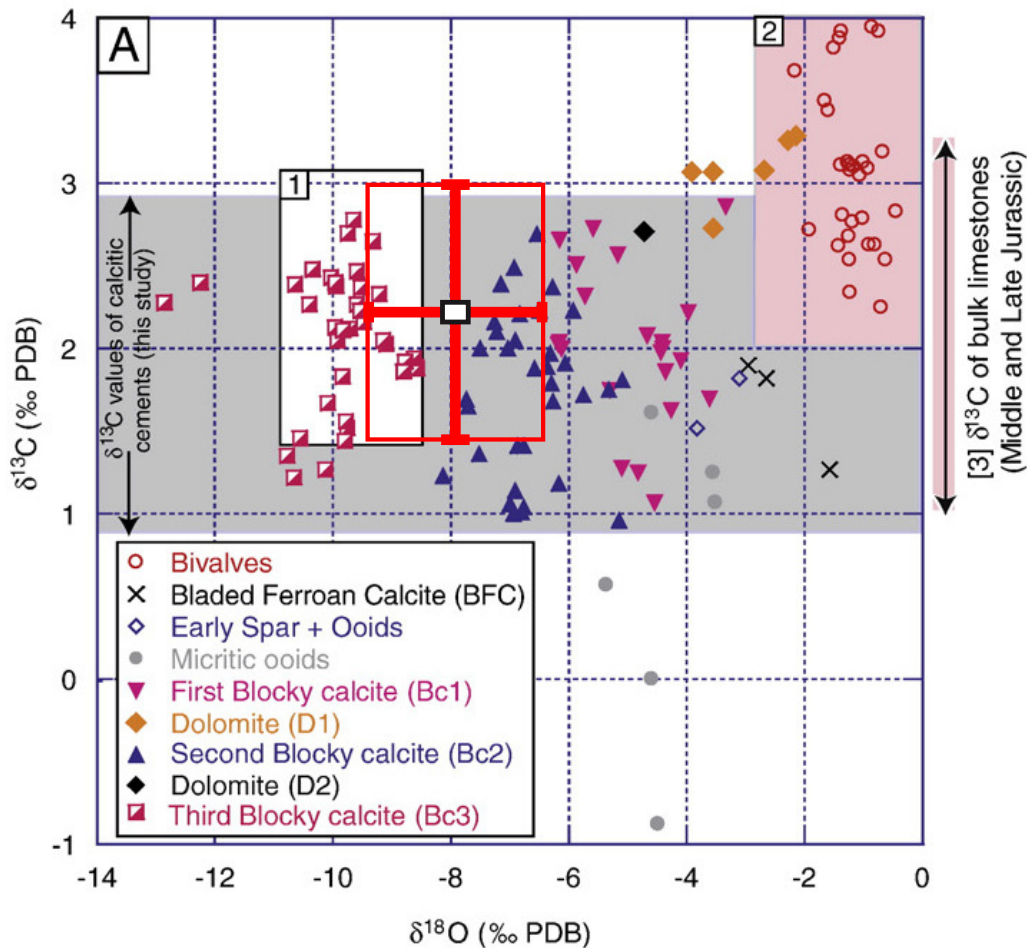 A
2
1
4
3
2
1
0
-1
-14
-12
-10
-8
-6
-4
-2
0
δ13C (‰ PDB)
δ18O (‰ PDB)
δ13C values of calcitic
cements (this study)
[3] δ13C of bulk limestones
(Middle and Late Jurassic)
Bivalves
Bladed Ferroan Calcite (BFC)
Early Spar + Ooids
Micritic ooids
First Blocky calcite (Bc1)
Dolomite (D1)
Second Blocky calcite (Bc2)
Dolomite (D2)
Third Blocky calcite (Bc3)